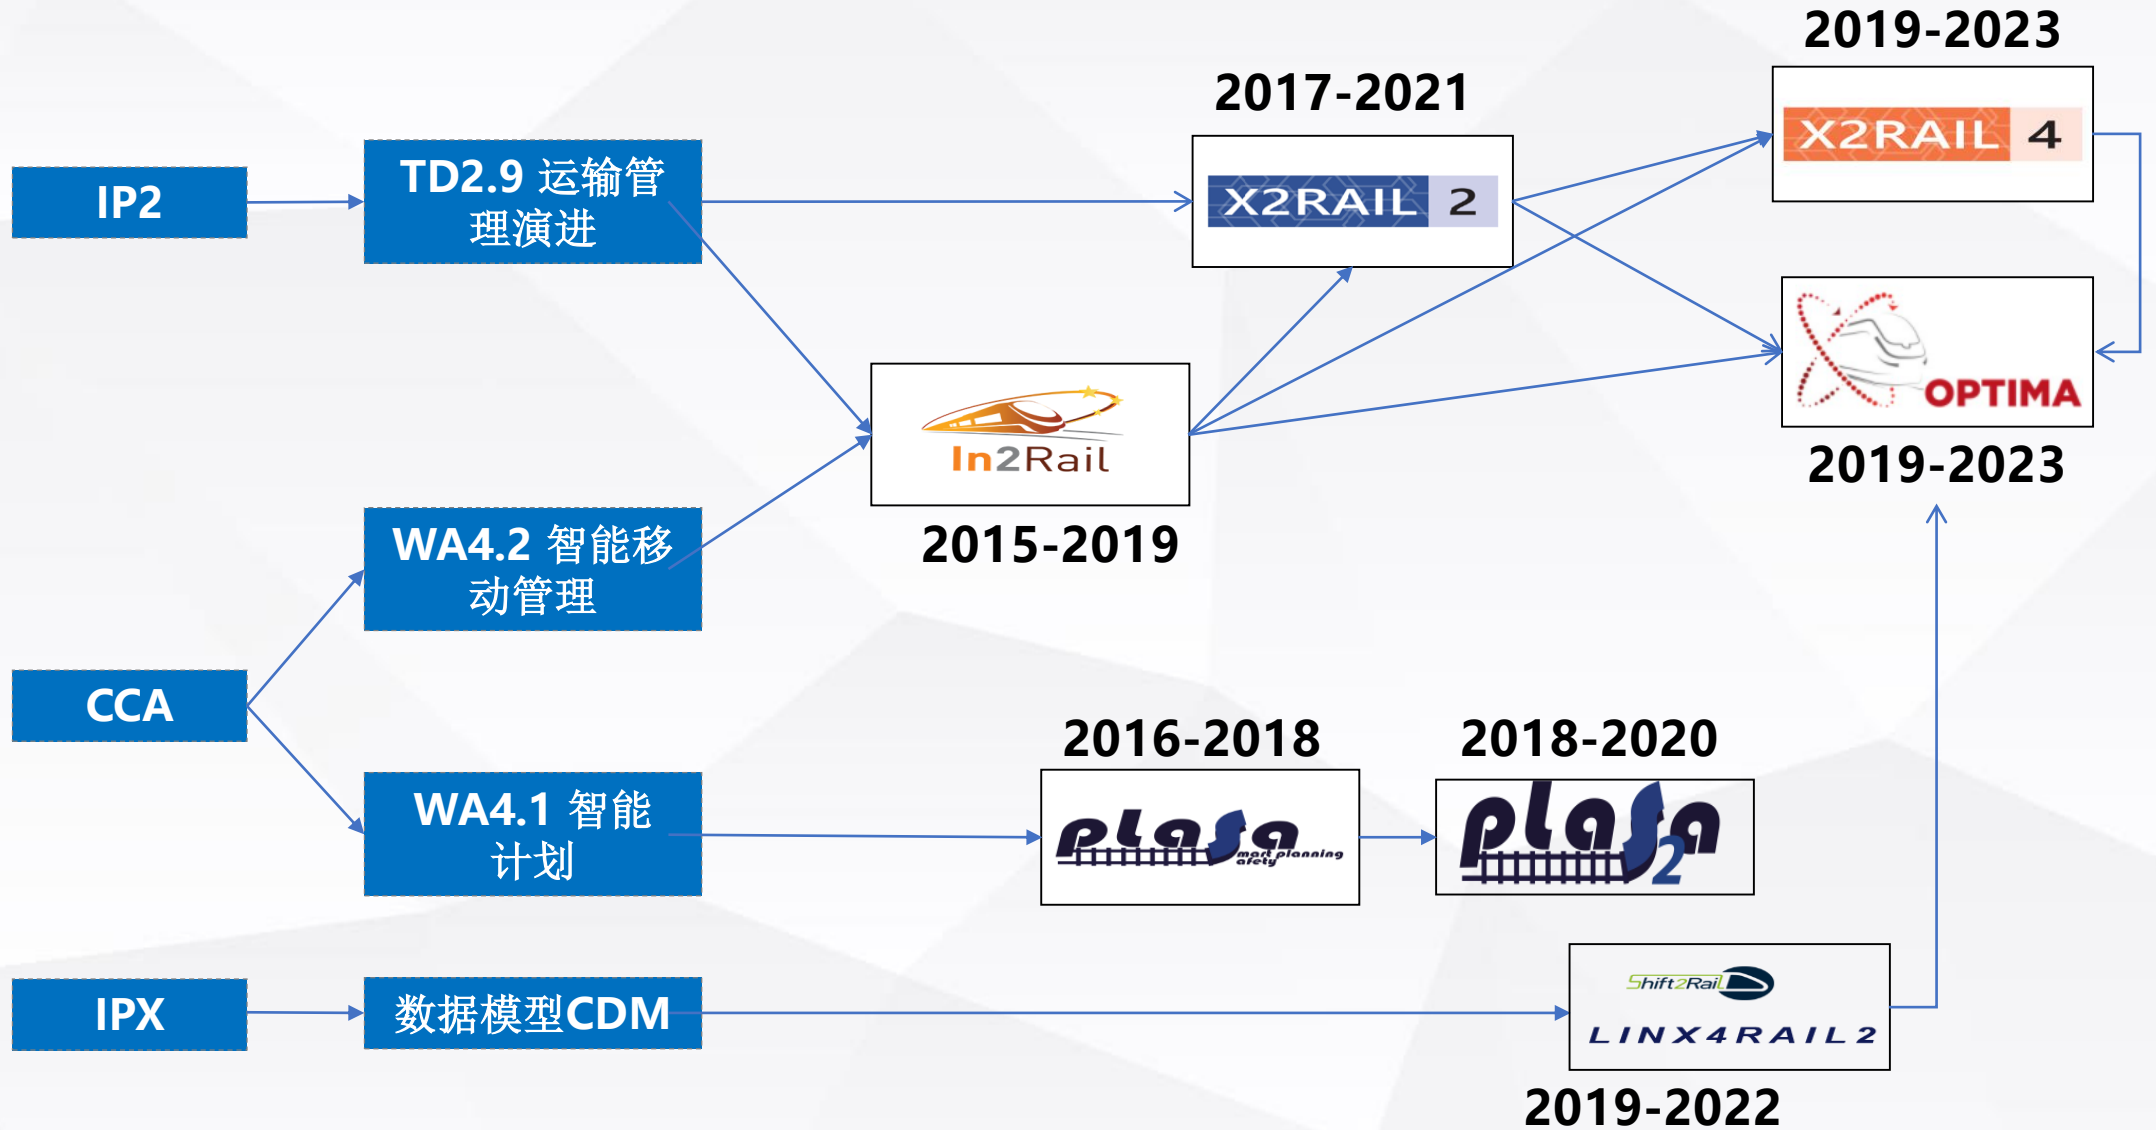 2019-2023
X2RAIL 4
2017-2021
X2RAIL 2
IP2
TD2.9 运输管
理演进
OPTIMA
2019-2023
In2Rail
2015-2019
WA4.2 智能移
动管理
CCA
2016-2018
2018-2020
WA4.1 智能
计划
plasa
mart planning
afety
plasa
2
IPX
数据模型CDM
Shift2Rail
LINX4RAIL2
2019-2022